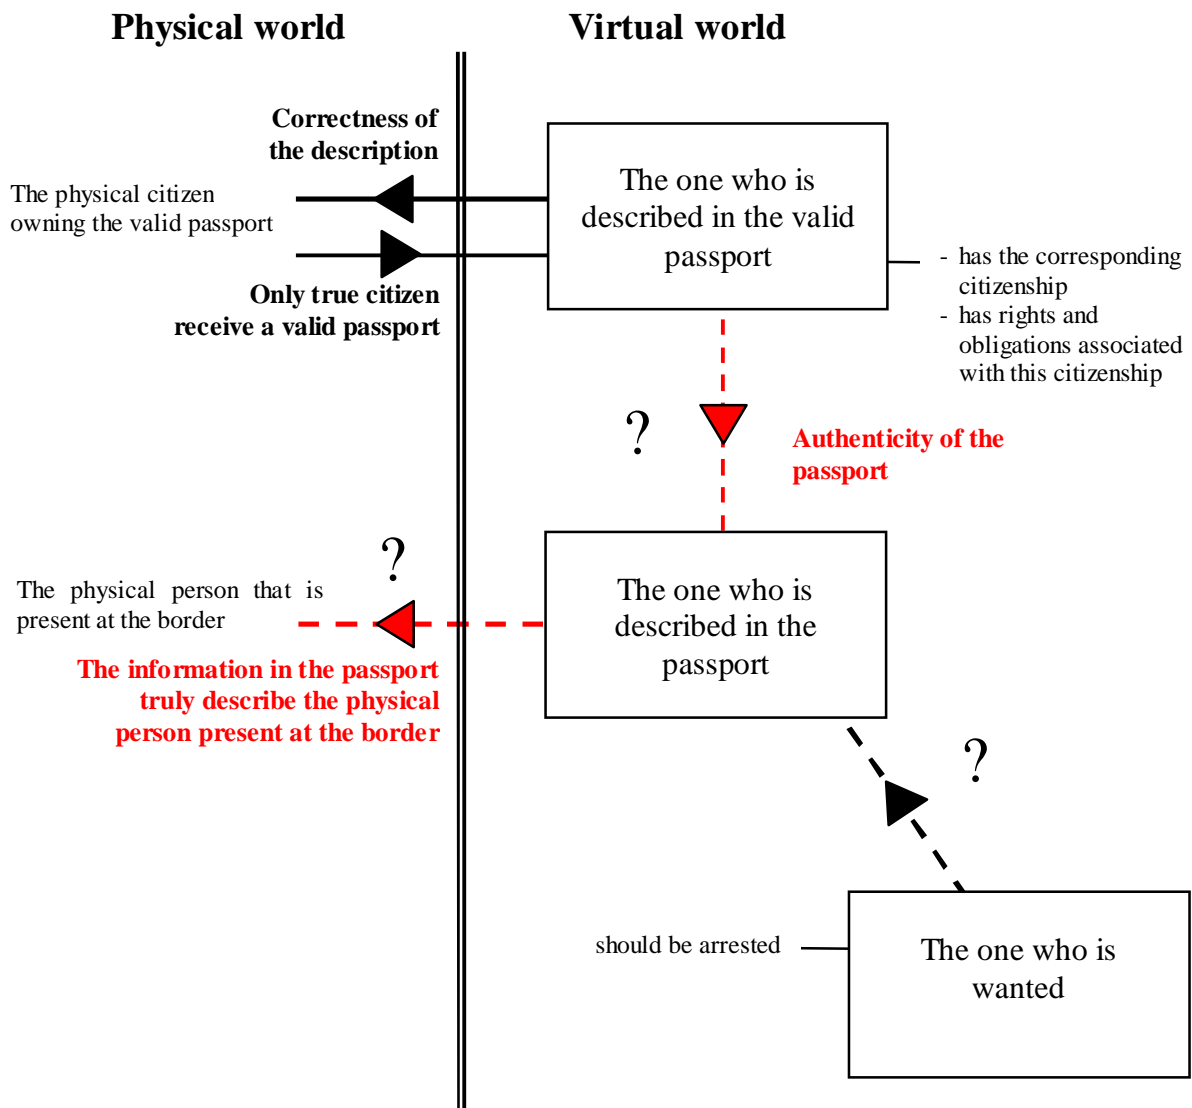 Physical world
Virtual world
Correctness of
the description
The physical citizen
owning the valid passport
Only true citizen
receive a valid passport
The one who is
described in the valid
passport
- has the corresponding
citizenship
- has rights and
obligations associated
with this citizenship
?
Authenticity of the
passport
?
The physical person that is
present at the border
The information in the passport
truly describe the physical
person present at the border
The one who is
described in the
passport
?
should be arrested
The one who is
wanted